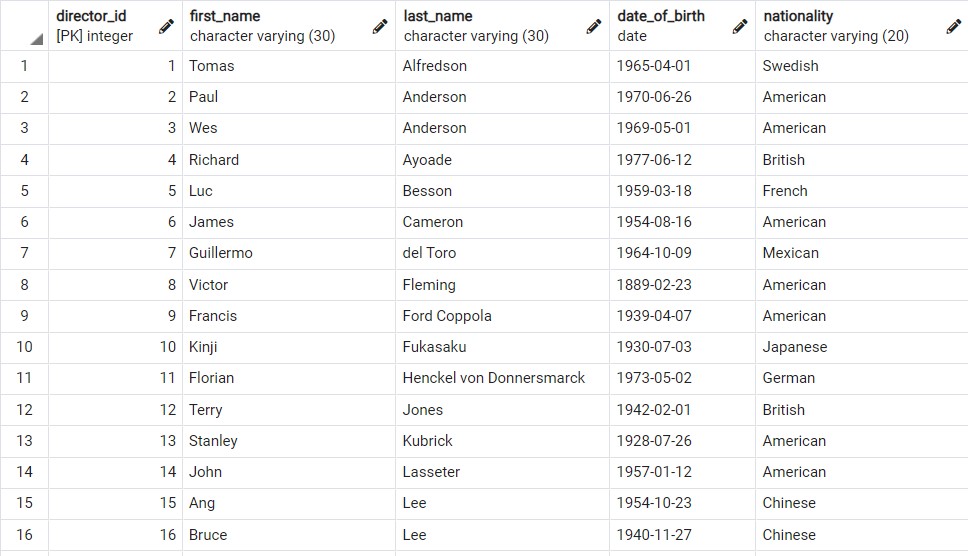 director_id first_name last_name date_of_birth nationality
[PK] integer character varying (30) character varying (30) date character varying (20)
1 1 Tomas Alfredson 1965-04-01 Swedish
2 2 Paul Anderson 1970-06-26 American
3 3 Wes Anderson 1969-05-01 American
4 4 Richard Ayoade 1977-06-12 British
5 5 Luc Besson 1959-03-18 French
6 6 James Cameron 1954-08-16 American
7 7 Guillermo del Toro 1964-10-09 Mexican
8 8 Victor Fleming 1889-02-23 American
9 9 Francis Ford Coppola 1939-04-07 American
10 10 Kinji Fukasaku 1930-07-03 Japanese
11 11 Florian Henckel von Donnersmarck 1973-05-02 German
12 12 Terry Jones 1942-02-01 British
13 13 Stanley Kubrick 1928-07-26 American
14 14 John Lasseter 1957-01-12 American
15 15 Ang Lee 1954-10-23 Chinese
16 16 Bruce Lee 1940-11-27 Chinese